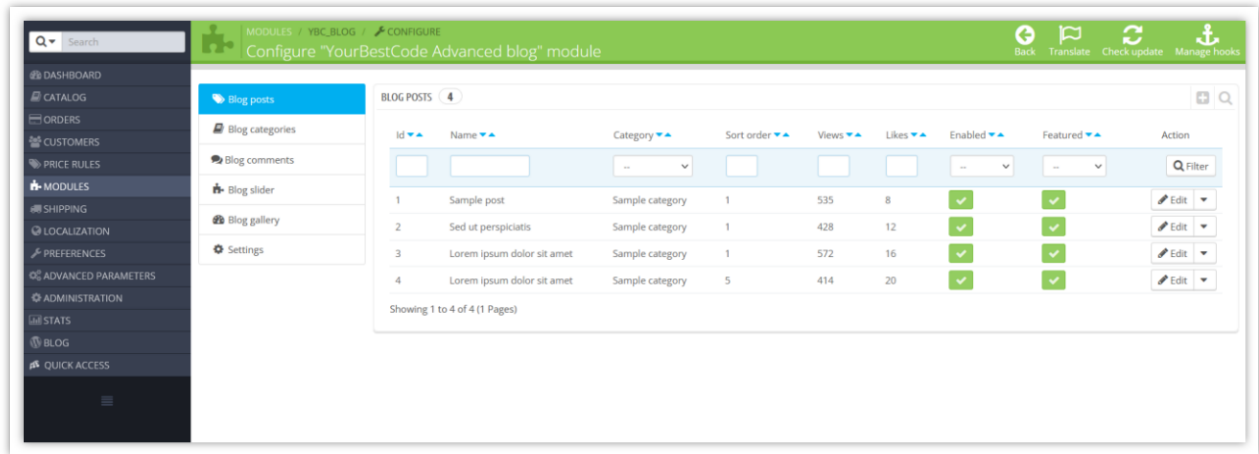 Search
DASHBOARD
CATALOG
ORDERS
CUSTOMERS
PRICE RULES
MODULES
SHIPPING
LOCALIZATION
PREFERENCES
ADVANCED PARAMETERS
ADMINISTRATION
STATS
BLOG
QUICK ACCESS
MODULES / YBC_BLOG / CONFIGURE
Configure "YourBestCode Advanced blog" module
Back Translate Check update Manage hooks
Blog posts
Blog categories
Blog comments
Blog slider
Blog gallery
Settings
BLOG POSTS 4
Id Name Category Sort order Views Likes Enabled Featured Action
-- -- -- Filter
1 Sample post Sample category 1 535 8 Edit
2 Sed ut perspiciatis Sample category 1 428 12 Edit
3 Lorem ipsum dolor sit amet Sample category 1 572 16 Edit
4 Lorem ipsum dolor sit amet Sample category 5 414 20 Edit
Showing 1 to 4 of 4 (1 Pages)